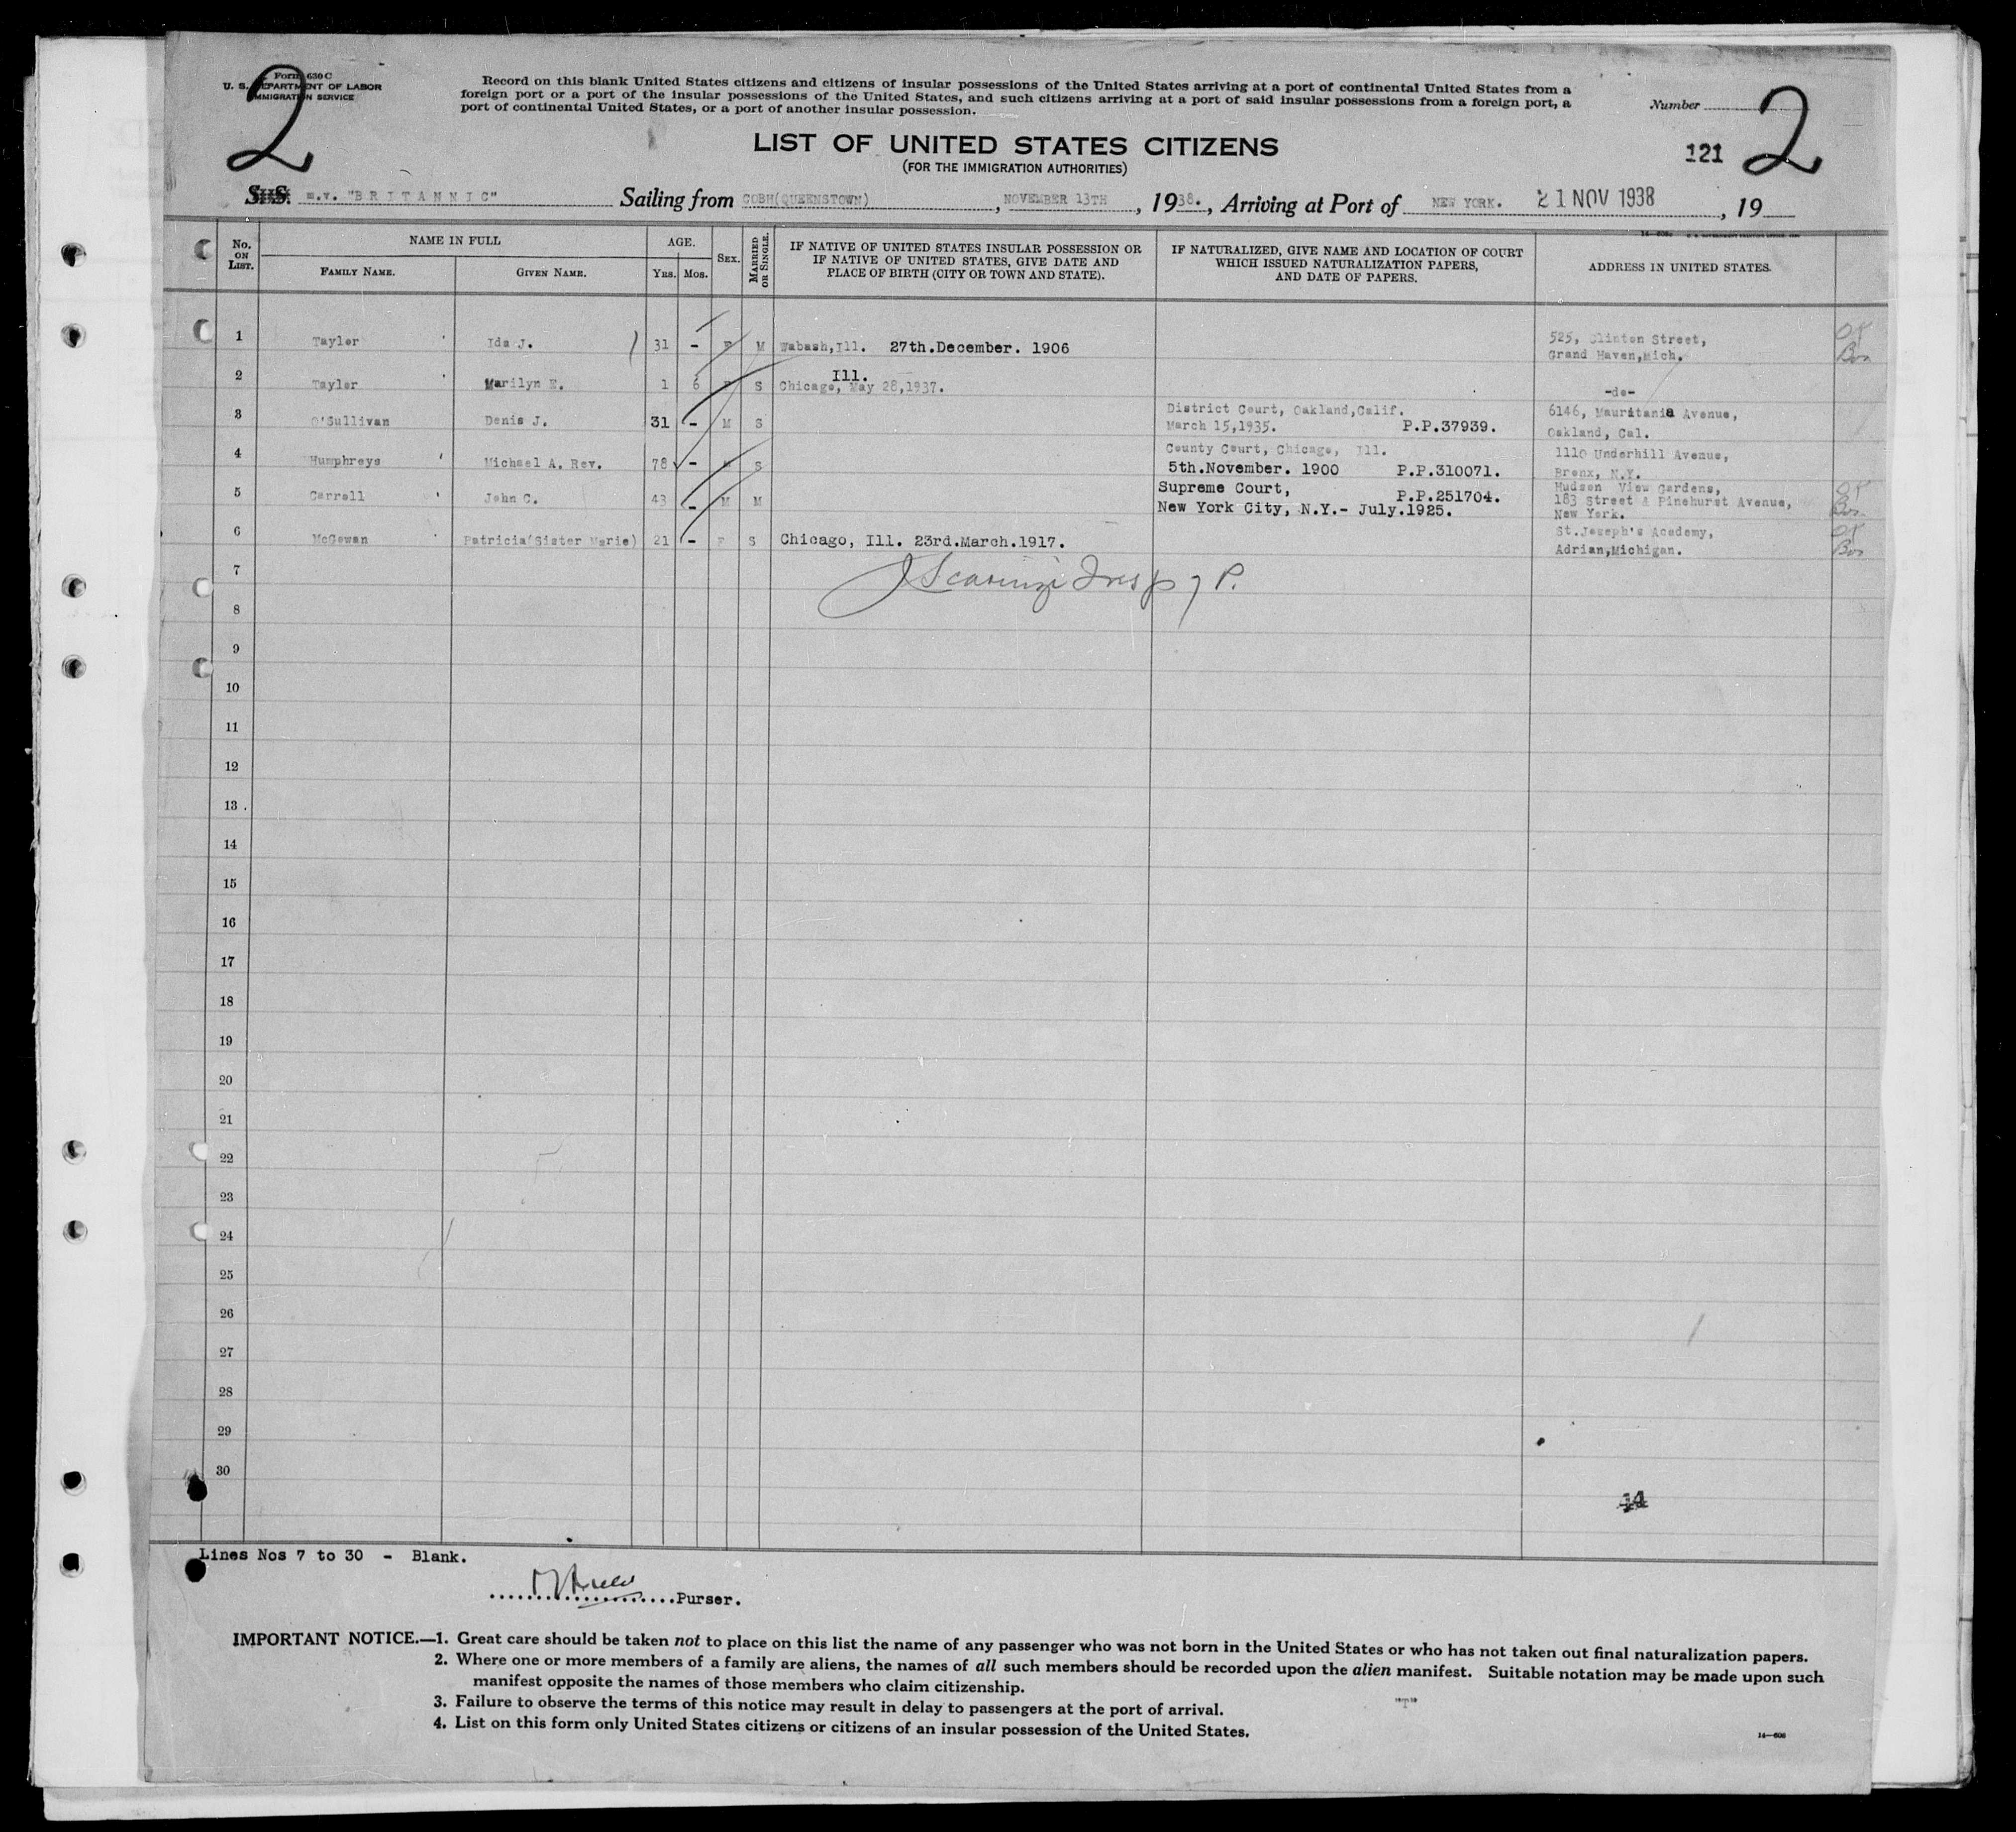 Form 630 C
U. S. DEPARTMENT OF LABOR
IMMIGRATION SERVICE
2
Record on this blank United States citizens and citizens of insular possessions of the United States arriving at a port of continental United States from a
foreign port or a port of the insular possessions of the United States, and such citizens arriving at a port of said insular possessions from a foreign port, a
port of continental United States, or a port of another insular possession.
Number
2
LIST OF UNITED STATES CITIZENS
(FOR THE IMMIGRATION AUTHORITIES)
121
S.S. m.v. "BRITANNIC" Sailing from COBH(QUEENSTOWN), NOVEMBER 13TH, 1938., Arriving at Port of NEW YORK. 21 NOV 1938, 19
No. ON LIST. NAME IN FULL FAMILY NAME. GIVEN NAME. AGE. YRS. MOS. SEX. MARRIED OR SINGLE.
IF NATIVE OF UNITED STATES INSULAR POSSESSION OR
IF NATIVE OF UNITED STATES, GIVE DATE AND
PLACE OF BIRTH (CITY OR TOWN AND STATE).
IF NATURALIZED, GIVE NAME AND LOCATION OF COURT
WHICH ISSUED NATURALIZATION PAPERS,
AND DATE OF PAPERS.
ADDRESS IN UNITED STATES.
1 Tayler Ida J. 31 - F M Wabash,Ill. 27th.December. 1906 525, Clinton Street,
Grand Haven,Mich. OK
2 Tayler Marilyn E. 1 6 F S Chicago, Ill. May 28,1937. -do-
3 O'Sullivan Denis J. 31 - M S District Court, Oakland,Calif.
March 15,1935. P.P.37939. 6146, Mauritania Avenue,
Oakland, Cal.
4 Humphreys Michael A. Rev. 78 - M S County Court, Chicago, Ill.
5th.November. 1900 P.P.310071. 1110 Underhill Avenue,
Bronx, N.Y.
5 Carroll John C. 43 - M M Supreme Court, P.P.251704.
New York City, N.Y.- July.1925. Hudson View Gardens,
183 Street & Pinehurst Avenue,
New York. OK
6 McGowan Patricia(Sister Marie) 21 - F S Chicago, Ill. 23rd.March.1917. St.Joseph's Academy,
Adrian,Michigan. OK
7
8
9
10
11
12
13
14
15
16
17
18
19
20
21
22
23
24
25
26
27
28
29
30
14
Lines Nos 7 to 30 - Blank.
Purser.
IMPORTANT NOTICE.—1. Great care should be taken not to place on this list the name of any passenger who was not born in the United States or who has not taken out final naturalization papers.
2. Where one or more members of a family are aliens, the names of all such members should be recorded upon the alien manifest. Suitable notation may be made upon such
manifest opposite the names of those members who claim citizenship.
3. Failure to observe the terms of this notice may result in delay to passengers at the port of arrival.
4. List on this form only United States citizens or citizens of an insular possession of the United States.
"T"
14—608